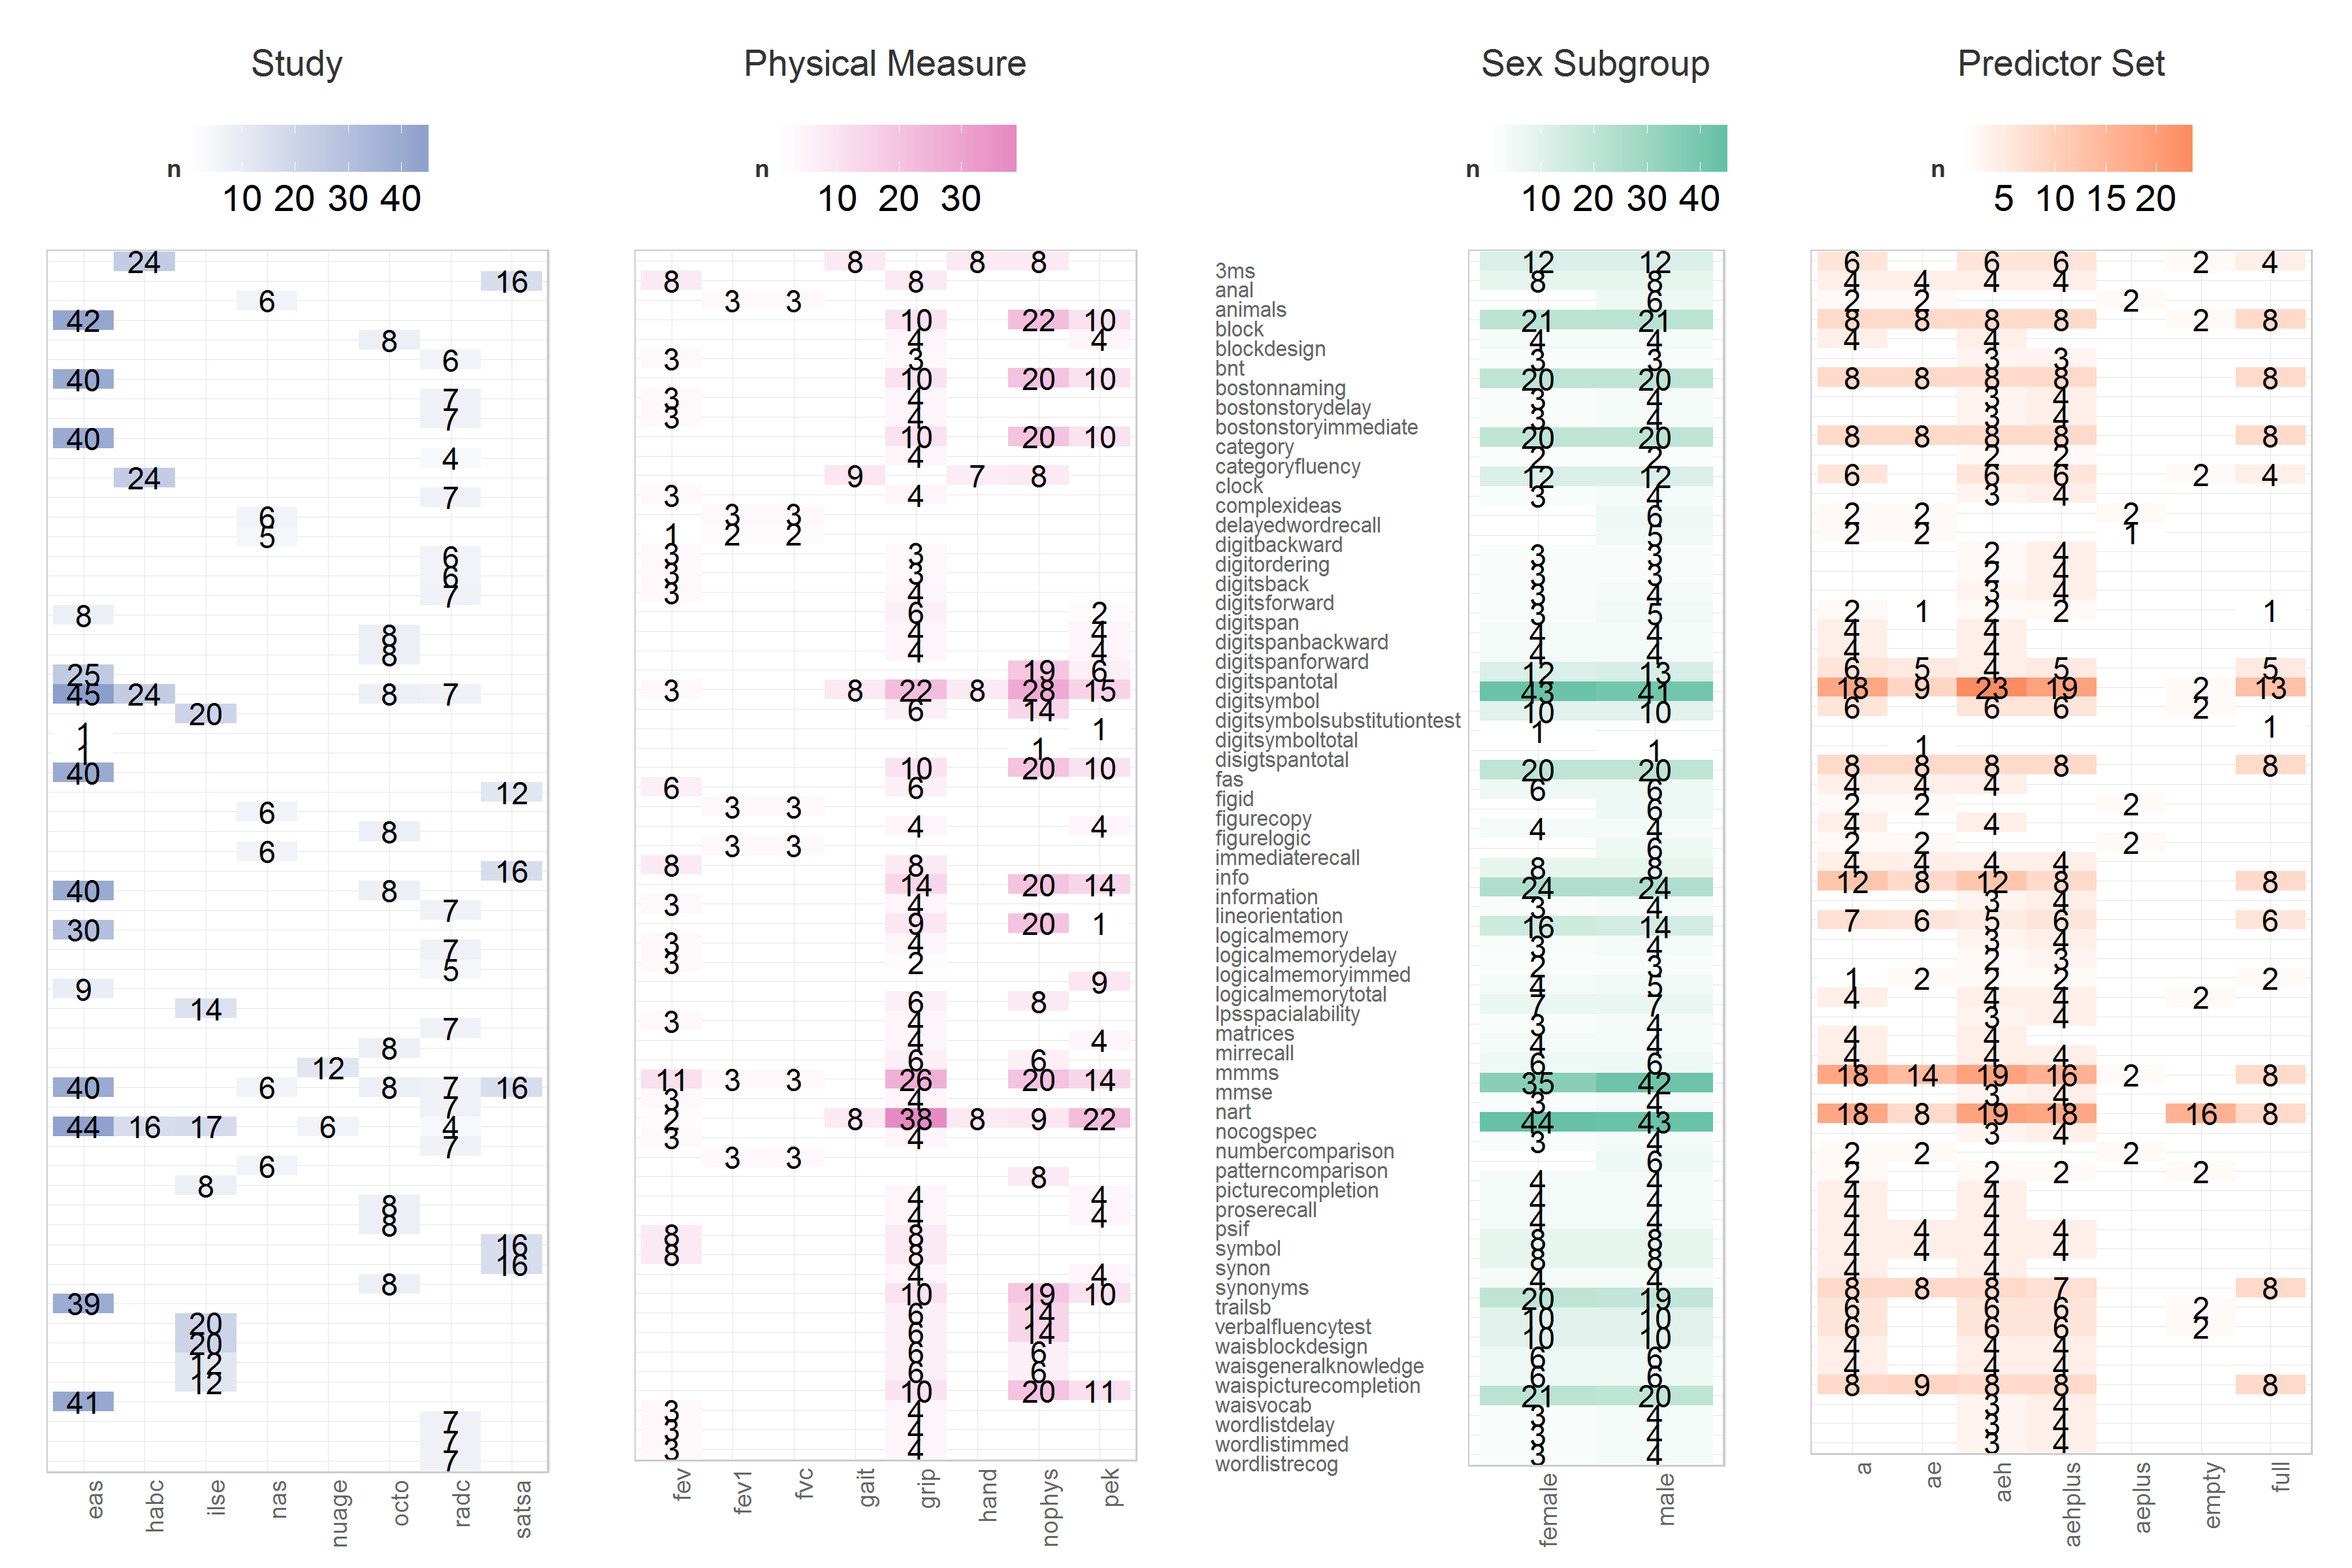 Study Physical Measure Sex Subgroup Predictor Set
n n n n
10 20 30 40 10 20 30 10 20 30 40 5 10 15 20
24 8 8 8 3ms 12 12 6 6 6 2 4
16 8 8 anal 8 8 4 4 4 4
6 3 3 animals 6 2 2 2
42 10 22 10 block 21 21 8 8 8 8 2 8
8 4 4 blockdesign 4 4 4 4
6 3 3 bnt 3 3 3 3
40 10 20 10 bostonnaming 20 20 8 8 8 8 8
7 3 4 bostonstorydelay 3 4 3 4
7 3 4 bostonstoryimmediate 3 4 3 4
40 10 20 10 category 20 20 8 8 8 8 8
4 4 categoryfluency 2 2 2 2
24 9 7 8 clock 12 12 6 6 6 2 4
7 3 4 complexideas 3 4 3 4
6 3 3 delayedwordrecall 6 2 2 2
5 1 2 2 digitbackward 5 2 2 1
6 3 3 digitordering 3 3 2 4
6 3 3 digitsback 3 3 2 4
7 3 4 digitsforward 3 4 3 4
8 6 2 digitspan 3 5 2 1 2 2 1
8 4 4 digitspanbackward 4 4 4 4
8 4 4 digitspanforward 4 4 4 4
25 19 6 digitspantotal 12 13 6 5 4 5 5
45 24 8 7 3 8 22 8 28 15 digitsymbol 43 41 18 9 23 19 2 13
20 6 14 digitsymbolsubstitutiontest 10 10 6 6 6 2
1 1 digitsymboltotal 1 1
1 1 disigtspantotal 1 1
40 10 20 10 fas 20 20 8 8 8 8 8
12 6 6 figid 6 6 4 4 4
6 3 3 figurecopy 6 2 2 2
8 4 4 figurelogic 4 4 4 4
6 3 3 immediaterecall 6 2 2 2
16 8 8 info 8 8 4 4 4 4
40 8 14 20 14 information 24 24 12 8 12 8 8
7 3 4 lineorientation 3 4 3 4
30 9 20 1 logicalmemory 16 14 7 6 5 6 6
7 3 4 logicalmemorydelay 3 4 3 4
5 3 2 logicalmemoryimmed 2 3 2 3
9 9 logicalmemorytotal 4 5 1 2 2 2 2
14 6 8 lpsspacialability 7 7 4 4 4 2
7 3 4 matrices 3 4 3 4
8 4 4 mirrecall 4 4 4 4
12 6 6 mmms 6 6 4 4 4
40 6 8 7 16 11 3 3 26 20 14 mmse 35 42 18 14 19 16 2 8
7 3 4 nart 3 4 3 4
44 16 17 6 4 2 8 38 8 9 22 nocogspec 44 43 18 8 19 18 16 8
7 3 4 numbercomparison 3 4 3 4
6 3 3 patterncomparison 6 2 2 2
8 8 picturecompletion 4 4 2 2 2 2
8 4 4 proserecall 4 4 4 4
8 4 4 psif 4 4 4 4
16 8 8 symbol 8 8 4 4 4 4
16 8 8 synon 8 8 4 4 4 4
8 4 4 synonyms 4 4 4 4
39 10 19 10 trailsb 20 19 8 8 8 7 8
20 6 14 verbalfluencytest 10 10 6 6 6 2
20 6 14 waisblockdesign 10 10 6 6 6 2
12 6 6 waisgeneralknowledge 6 6 4 4 4
12 6 6 waispicturecompletion 6 6 4 4 4
41 10 20 11 waisvocab 21 20 8 9 8 8 8
7 3 4 wordlistdelay 3 4 3 4
7 3 4 wordlistimmed 3 4 3 4
7 3 4 wordlistrecog 3 4 3 4
eas habc ilse nas nuage octo radc satsa fev fev1 fvc gait grip hand nophys pek female male a ae aeh aehplus aeplus empty full